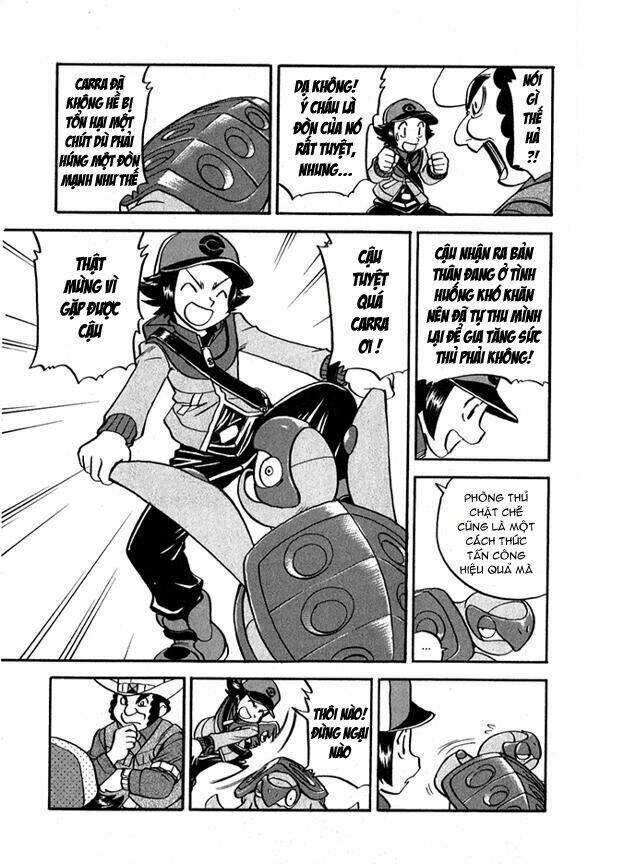 NÓI
GÌ
THẾ
HẢ
?!
DẠ KHÔNG!
Ý CHÁU LÀ
ĐÒN CỦA NÓ
RẤT TUYỆT,
NHƯNG...
CARRA ĐÃ
KHÔNG HỀ BỊ
TỔN HẠI MỘT
CHÚT DÙ PHẢI
HỨNG MỘT ĐÒN
MẠNH NHƯ THẾ
CẬU NHẬN RA BẢN
THÂN ĐANG Ở TÌNH
HUỐNG KHÓ KHĂN
NÊN ĐÃ TỰ THU MÌNH
LẠI ĐỂ GIA TĂNG SỨC
THỦ PHẢI KHÔNG!
CẬU
TUYỆT
QUÁ
CARRA
ƠI !
THẬT
MỪNG VÌ
GẶP ĐƯỢC
CẬU
PHÒNG THỦ
CHẶT CHẼ
CŨNG LÀ MỘT
CÁCH THỨC
TẤN CÔNG
HIỆU QUẢ MÀ
...
THÔI NÀO!
ĐỪNG NGẠI
NÀO